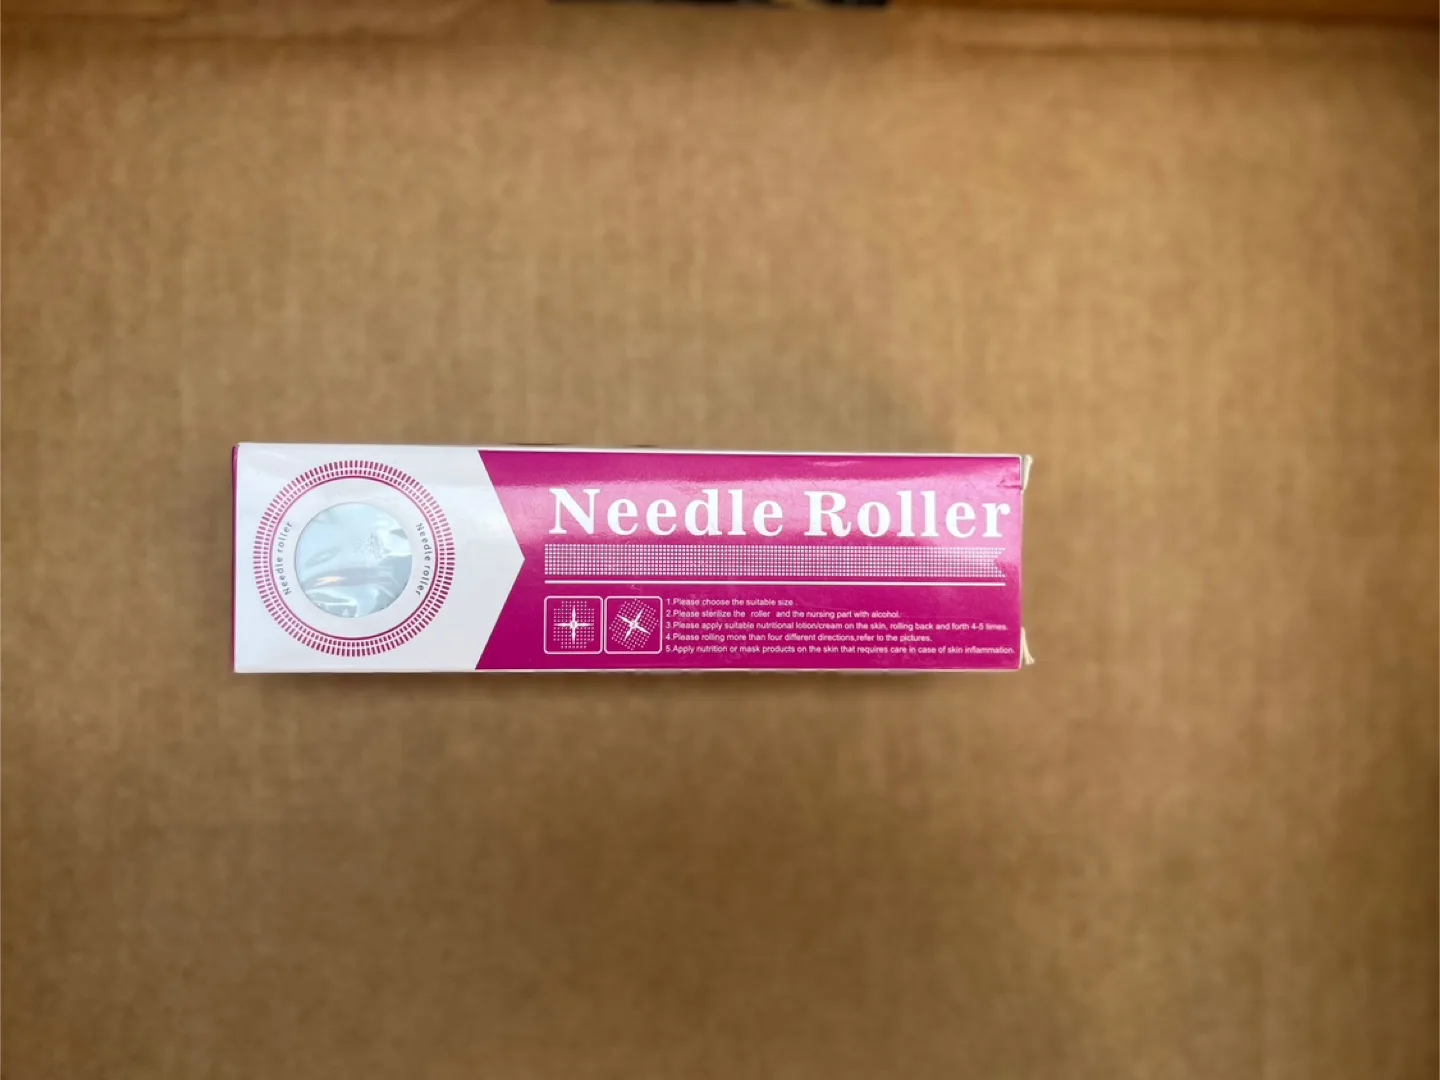 Needle roller
Needle roller
Needle Roller
1.Please choose the suitable size .
2.Please sterilize the roller and the nursing part with alcohol.
3.Please apply suitable nutritional lotion/cream on the skin, rolling back and forth 4-5 times.
4.Please rolling more than four different directions,refer to the pictures.
5.Apply nutrition or mask products on the skin that requires care in case of skin inflammation.